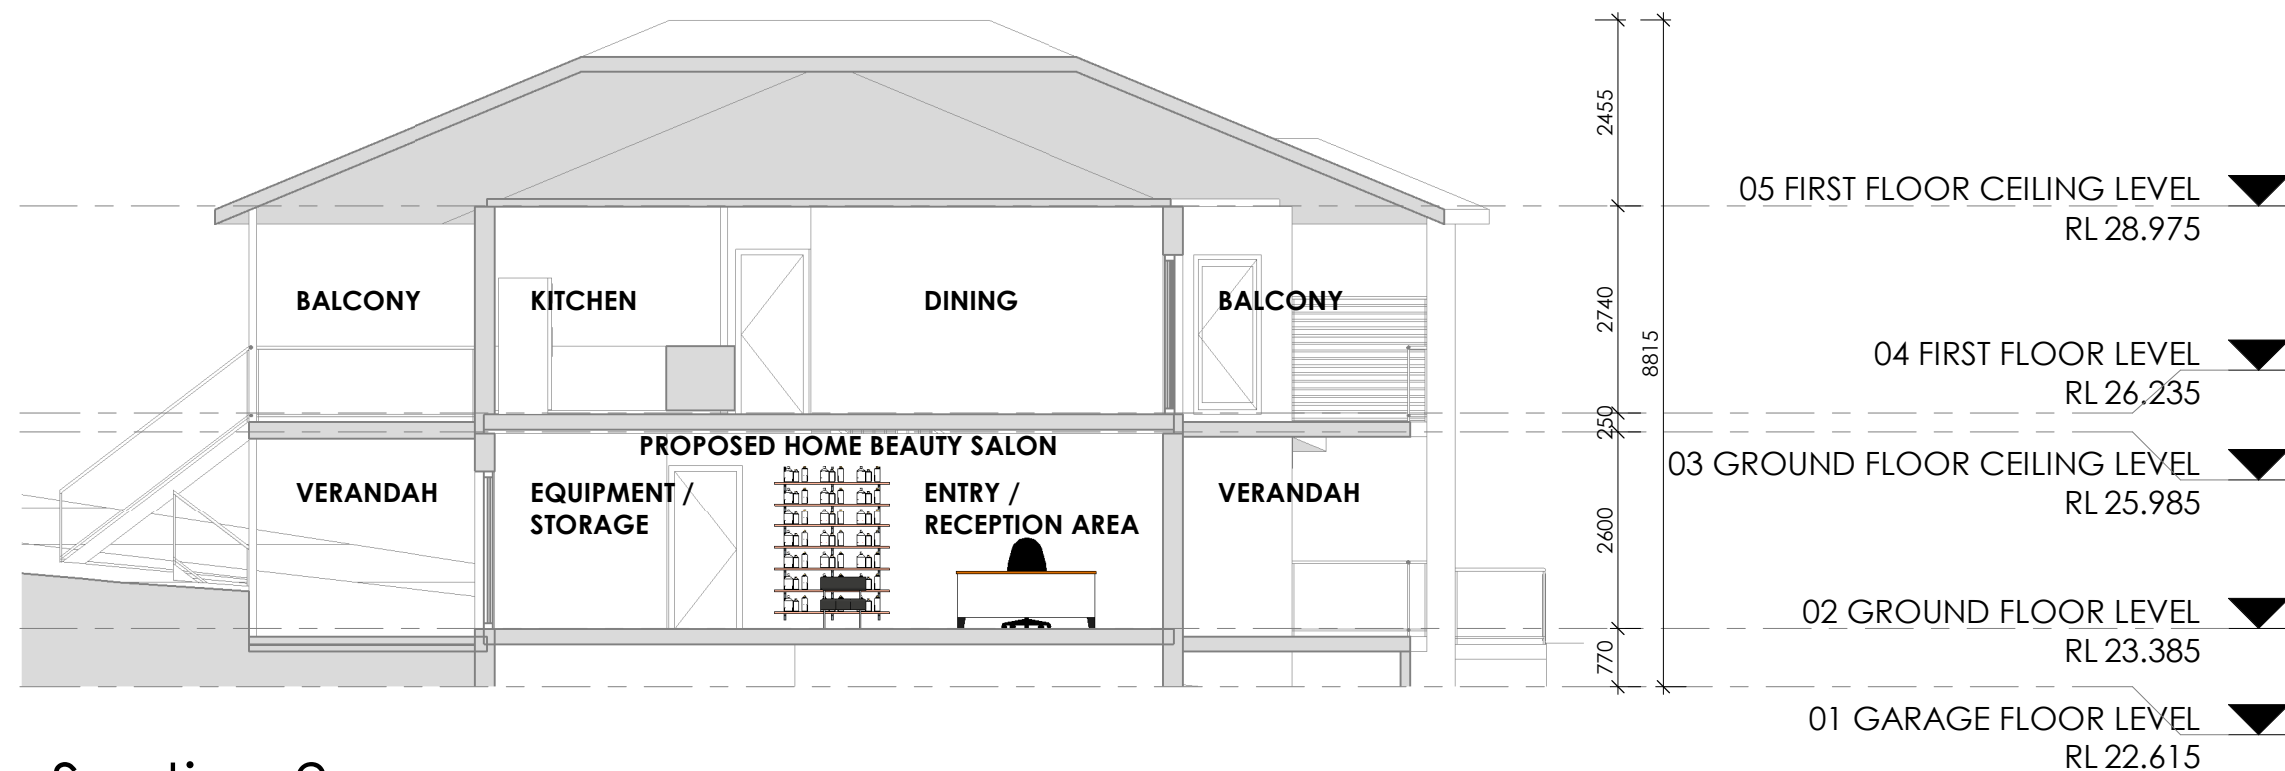 2455
05 FIRST FLOOR CEILING LEVEL
RL 28.975
BALCONY
KITCHEN
DINING
BALCONY
2740
8815
04 FIRST FLOOR LEVEL
RL 26.235
250
PROPOSED HOME BEAUTY SALON
03 GROUND FLOOR CEILING LEVEL
RL 25.985
VERANDAH
EQUIPMENT /
STORAGE
ENTRY /
RECEPTION AREA
VERANDAH
2600
02 GROUND FLOOR LEVEL
RL 23.385
770
01 GARAGE FLOOR LEVEL
RL 22.615